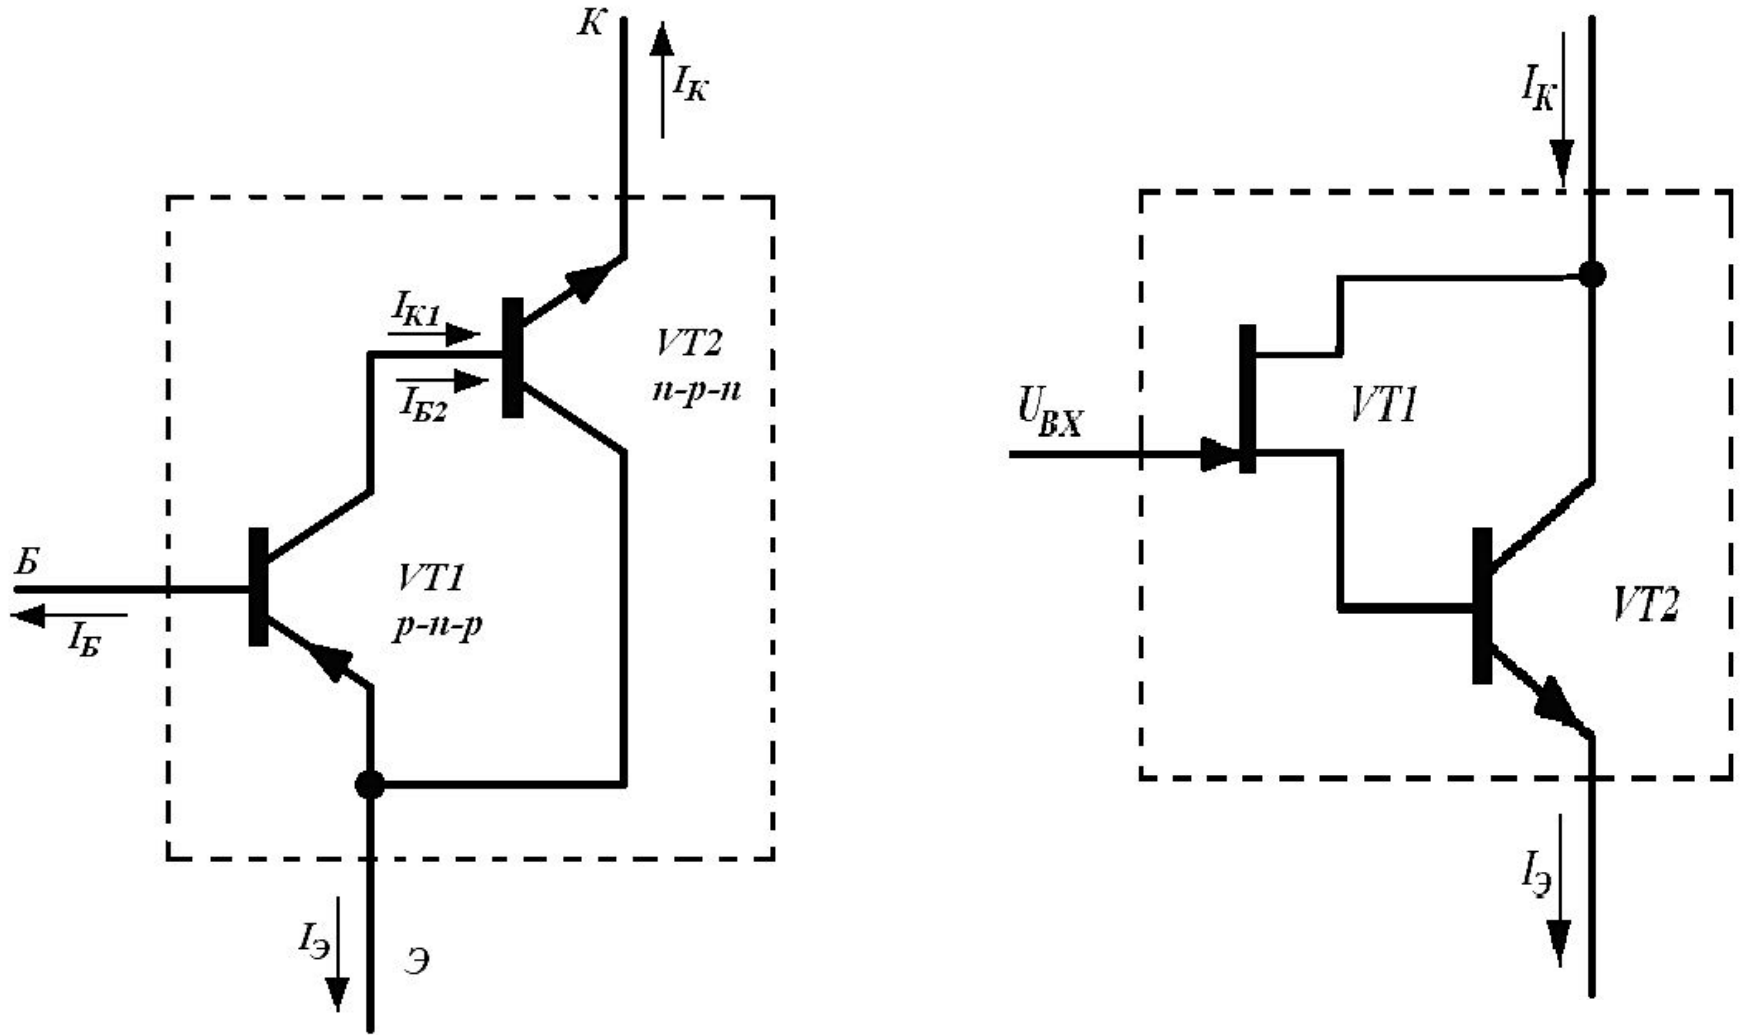 К
I_К
I_К1
I_Б2
VT2
n-p-n
Б
I_Б
VT1
p-n-p
I_Э
Э
I_К
U_ВХ
VT1
VT2
I_Э